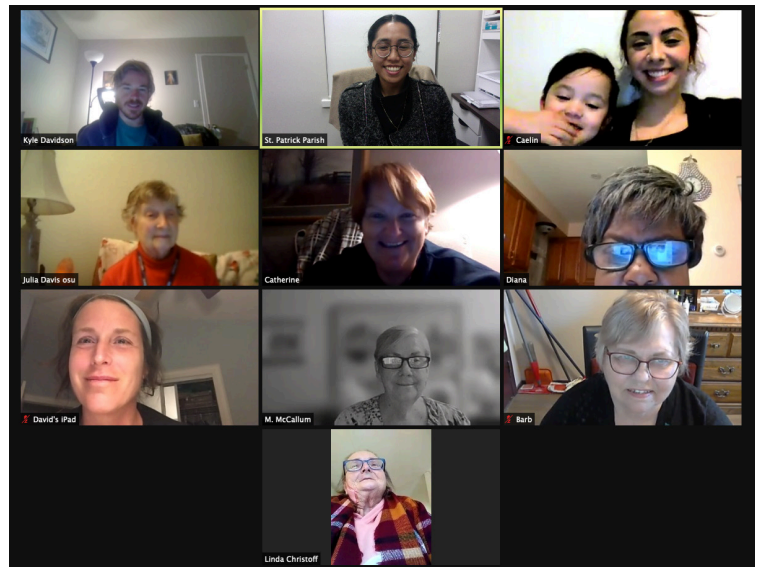 Kyle Davidson
St. Patrick Parish
Caelin
Julia Davis osu
Catherine
Diana
David's iPad
M. McCallum
Barb
Linda Christoff